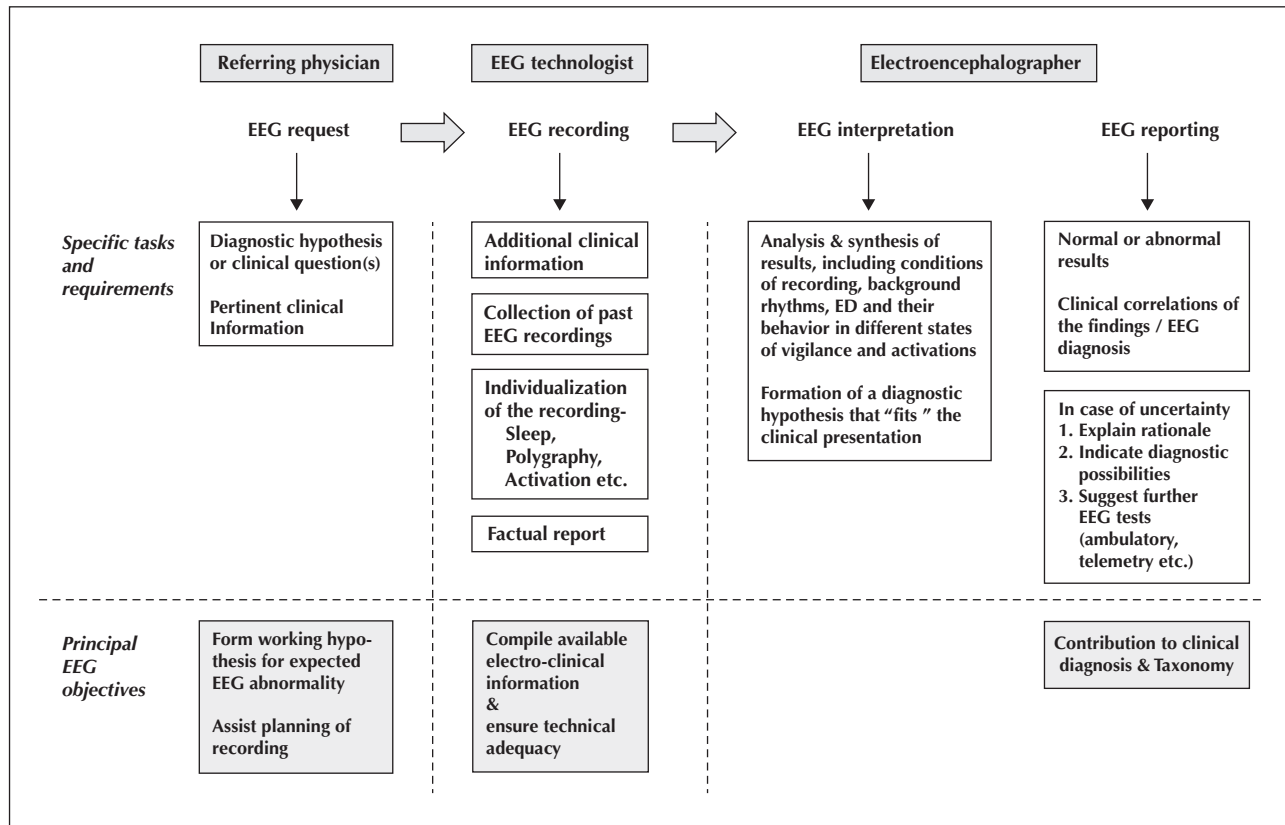 Referring physician
EEG technologist
Electroencephalographer
EEG request
EEG recording
EEG interpretation
EEG reporting
Specific tasks
and
requirements
Diagnostic hypothesis
or clinical question(s)
Pertinent clinical
Information
Additional clinical
information
Collection of past
EEG recordings
Individualization
of the recording-
Sleep,
Polygraphy,
Activation etc.
Factual report
Analysis & synthesis of
results, including conditions
of recording, background
rhythms, ED and their
behavior in different states
of vigilance and activations
Formation of a diagnostic
hypothesis that “fits ” the
clinical presentation
Normal or abnormal
results
Clinical correlations of
the findings / EEG
diagnosis
In case of uncertainty
1. Explain rationale
2. Indicate diagnostic
possibilities
3. Suggest further
EEG tests
(ambulatory,
telemetry etc.)
Principal
EEG
objectives
Form working hypo-
thesis for expected
EEG abnormality
Assist planning of
recording
Compile available
electro-clinical
information
&
ensure technical
adequacy
Contribution to clinical
diagnosis & Taxonomy